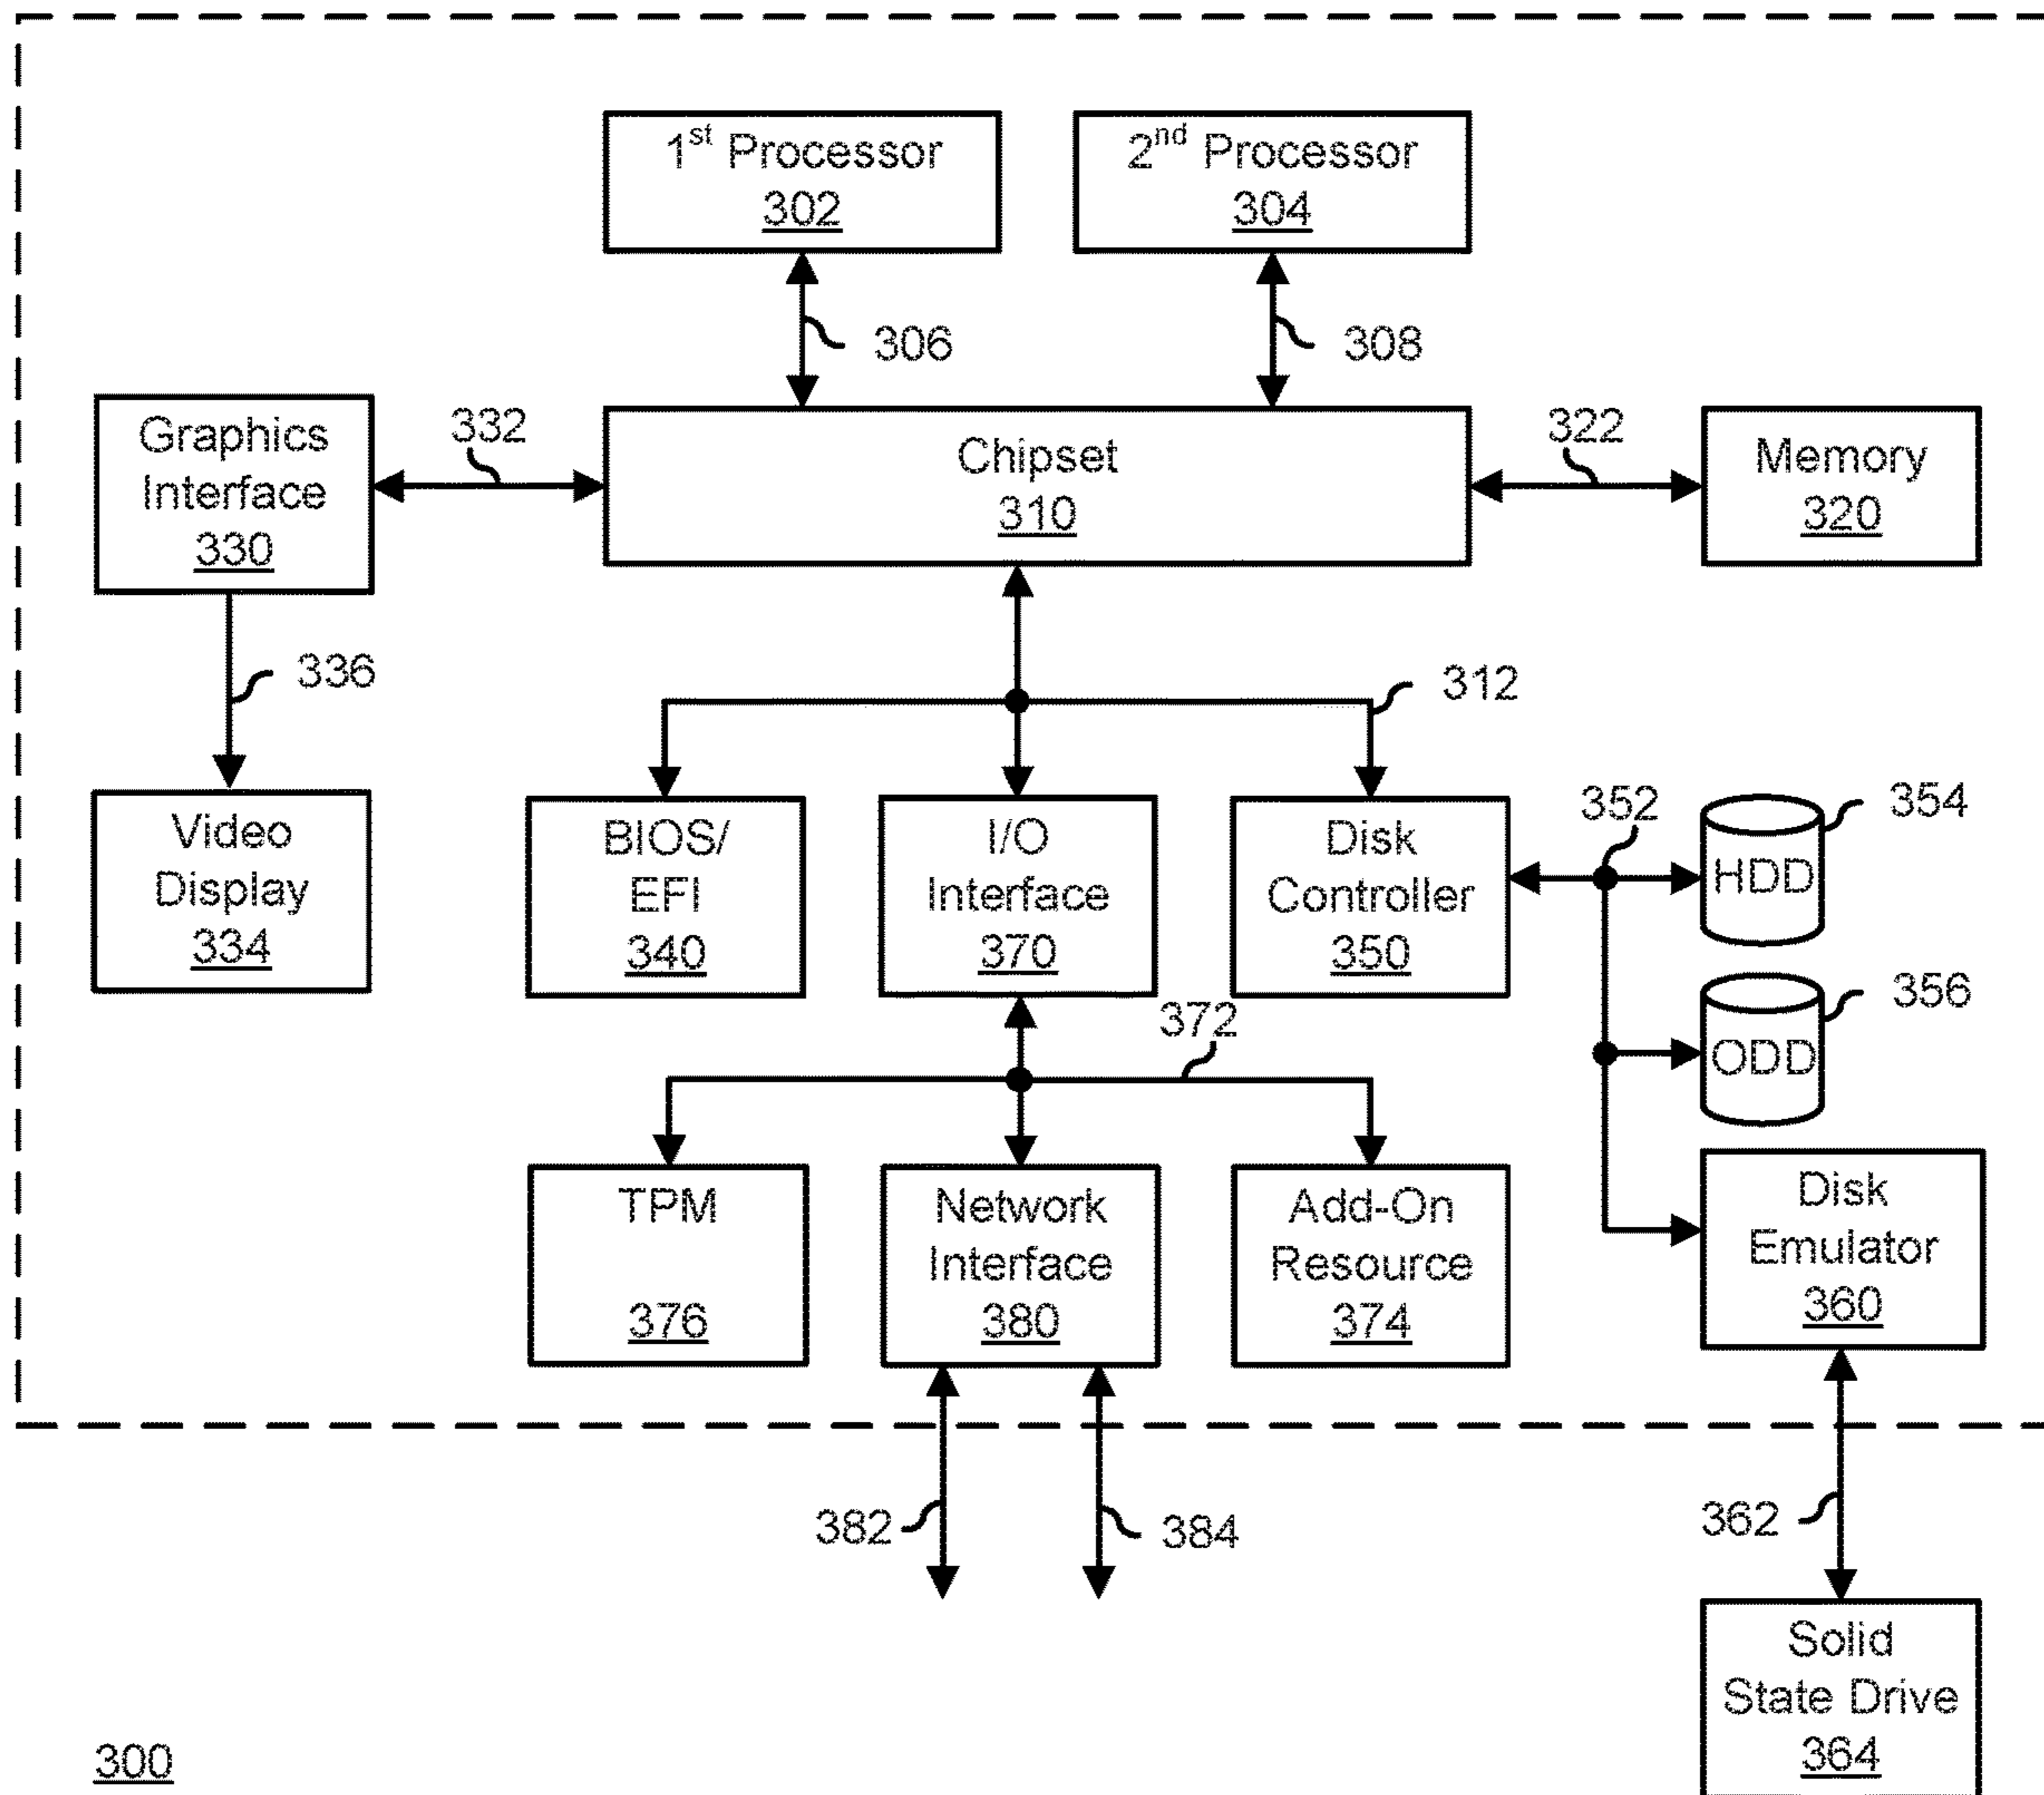 1st Processor
302
2nd Processor
304
306
308
Graphics
Interface
330
332
Chipset
310
322
Memory
320
336
312
Video
Display
334
BIOS/
EFI
340
I/O
Interface
370
Disk
Controller
350
352
HDD
354
ODD
356
372
TPM
376
Network
Interface
380
Add-On
Resource
374
Disk
Emulator
360
382
384
362
Solid
State Drive
364
300